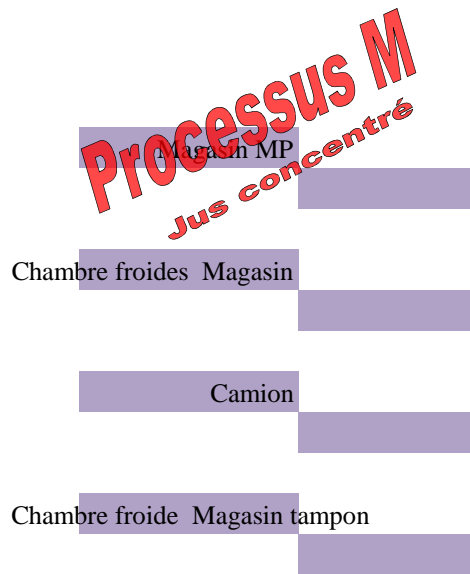 Processus M
Jus concentré
Magasin MP
Chambre froides Magasin
Camion
Chambre froide Magasin tampon